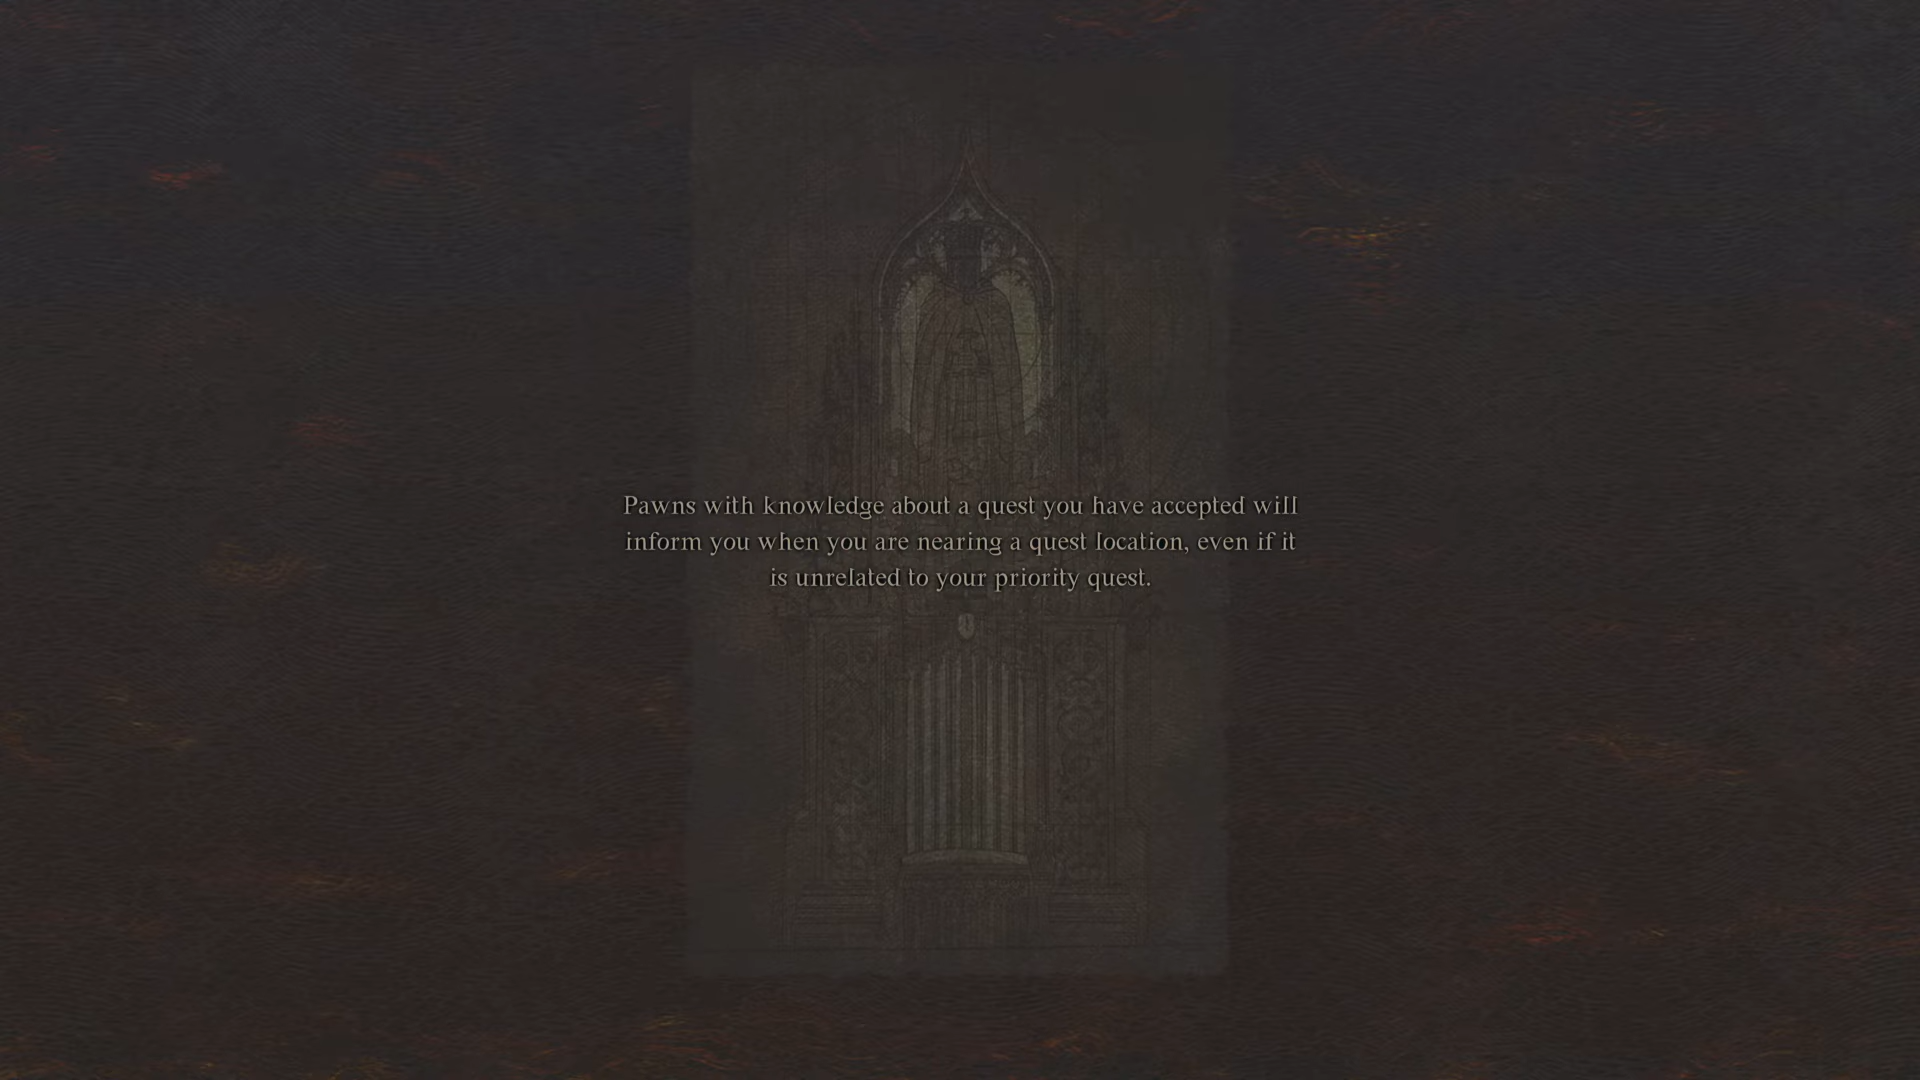 Pawns with knowledge about a quest you have accepted will
inform you when you are nearing a quest location, even if it
is unrelated to your priority quest.